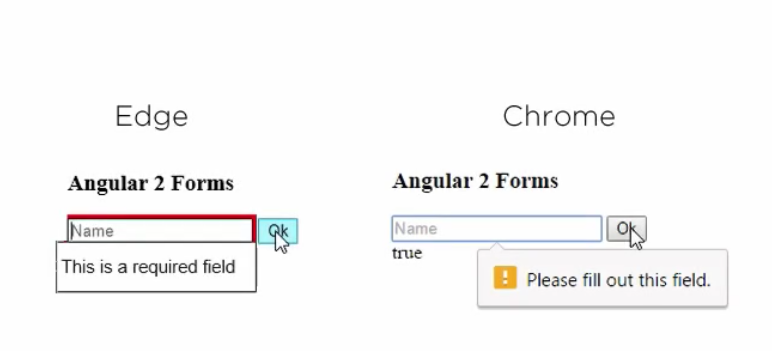 Edge
Chrome
Angular 2 Forms
Angular 2 Forms
Name
Ok
Name
Ok
This is a required field
true
Please fill out this field.